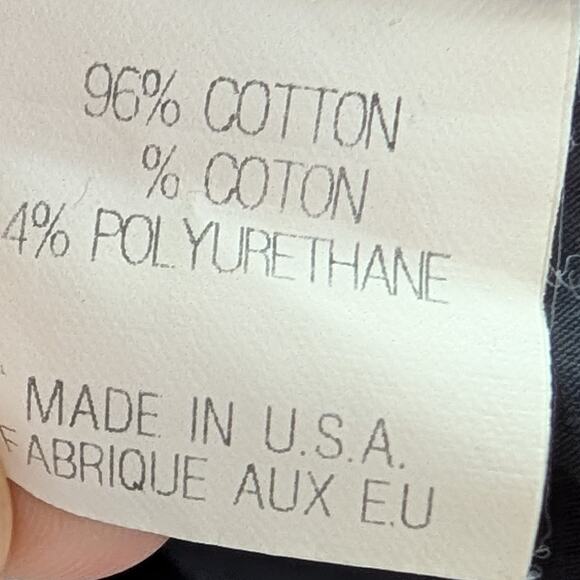 96% COTTON
% COTON
4% POLYURETHANE
MADE IN U.S.A.
FABRIQUE AUX E.U